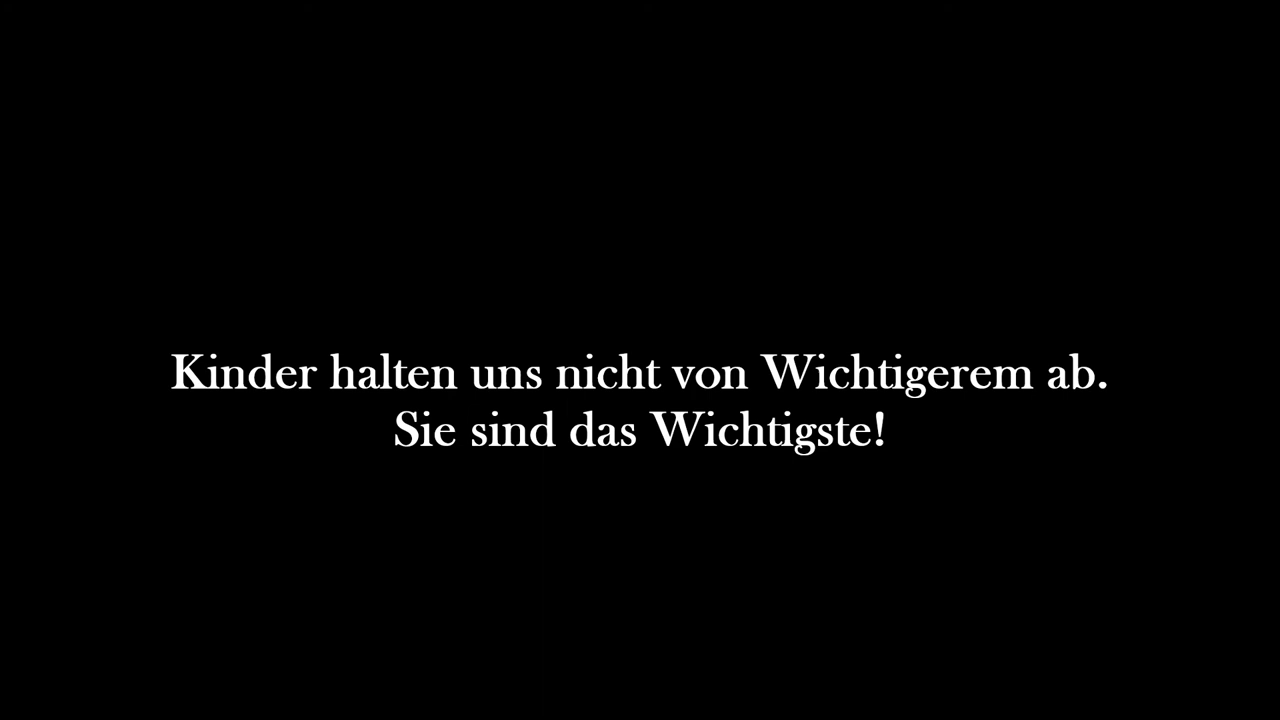 Kinder halten uns nicht von Wichtigerem ab.
Sie sind das Wichtigste!